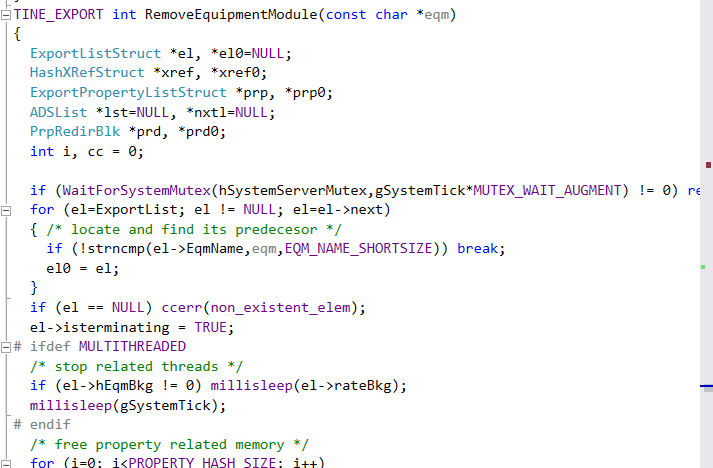 TINE_EXPORT int RemoveEquipmentModule(const char *eqm)
{
ExportListStruct *el, *el0=NULL;
HashXRefStruct *xref, *xref0;
ExportPropertyListStruct *prp, *prp0;
ADSList *lst=NULL, *nxtl=NULL;
PrpRedirBlk *prd, *prd0;
int i, cc = 0;
if (WaitForSystemMutex(hSystemServerMutex,gSystemTick*MUTEX_WAIT_AUGMENT) != 0) re
for (el=ExportList; el != NULL; el=el->next)
{ /* locate and find its predecesor */
if (!strncmp(el->EqmName,eqm,EQM_NAME_SHORTSIZE)) break;
el0 = el;
}
if (el == NULL) ccerr(non_existent_elem);
el->isterminating = TRUE;
# ifdef MULTITHREADED
/* stop related threads */
if (el->hEqmBkg != 0) millisleep(el->rateBkg);
millisleep(gSystemTick);
# endif
/* free property related memory */
for (i=0; i<PROPERTY_HASH_SIZE; i++)